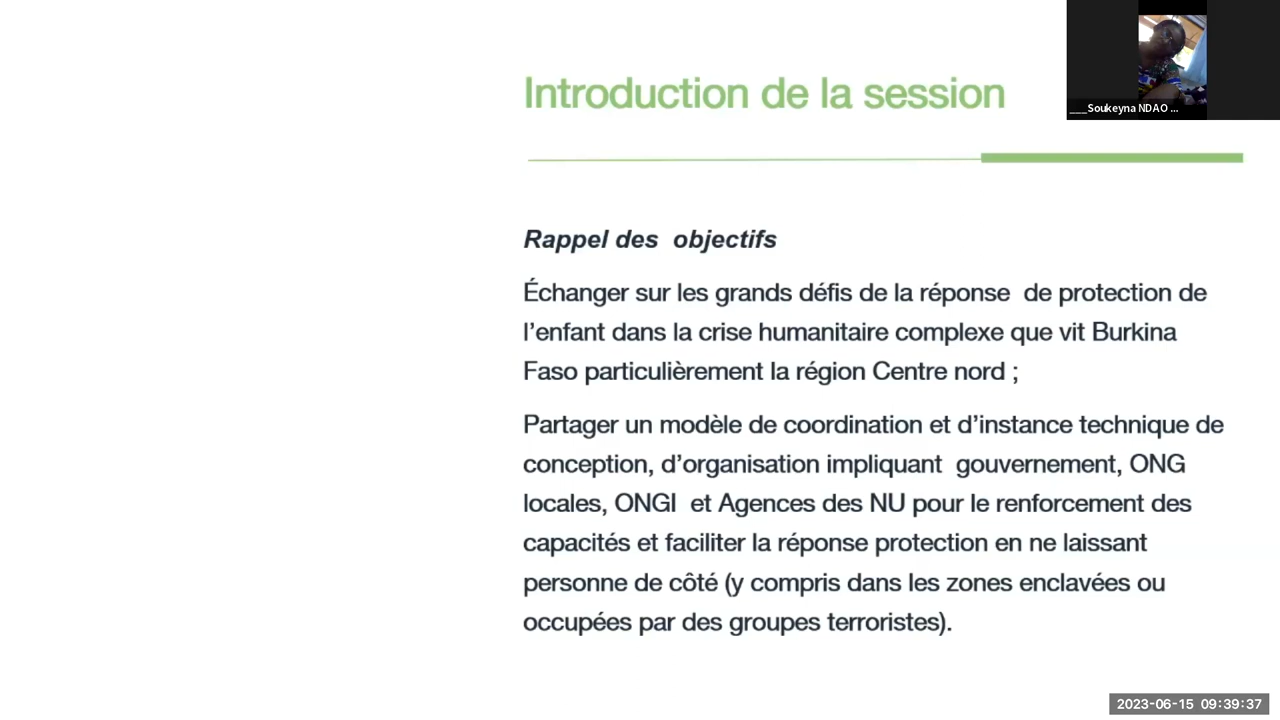 Introduction de la session
___Soukeyna NDAO ...
Rappel des  objectifs
Échanger sur les grands défis de la réponse  de protection de
l’enfant dans la crise humanitaire complexe que vit Burkina
Faso particulièrement la région Centre nord ;
Partager un modèle de coordination et d’instance technique de
conception, d’organisation impliquant  gouvernement, ONG
locales, ONGI  et Agences des NU pour le renforcement des
capacités et faciliter la réponse protection en ne laissant
personne de côté (y compris dans les zones enclavées ou
occupées par des groupes terroristes).
2023-06-15  09:39:37